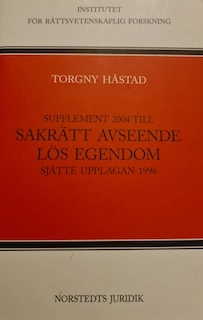 INSTITUTET
FÖR RÄTTSVETENSKAPLIG FORSKNING
TORGNY HÅSTAD
SUPPLEMENT 2004 TILL
SAKRÄTT AVSEENDE
LÖS EGENDOM
SJÄTTE UPPLAGAN 1996
NORSTEDTS JURIDIK